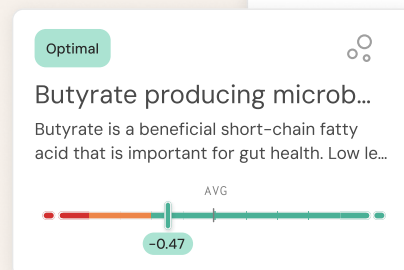 Optimal
Butyrate producing microb...
Butyrate is a beneficial short-chain fatty
acid that is important for gut health. Low le...
AVG
-0.47